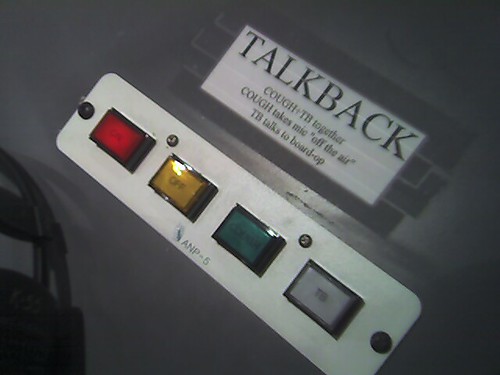 TALKBACK
COUGH+TB together
COUGH takes mic "off the air"
TB talks to board-op
OFF
ANP-5
TB